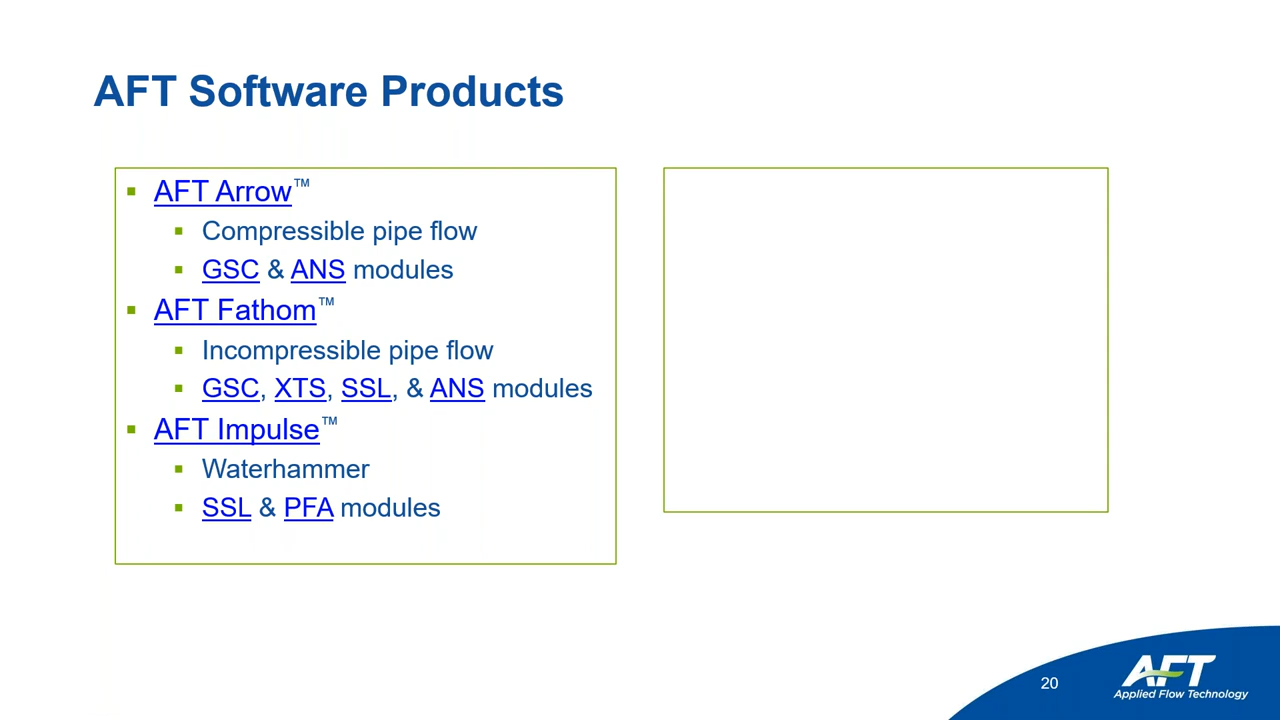 AFT Software Products
▪ AFT Arrow™
▪ Compressible pipe flow
▪ GSC & ANS modules
▪ AFT Fathom™
▪ Incompressible pipe flow
▪ GSC, XTS, SSL, & ANS modules
▪ AFT Impulse™
▪ Waterhammer
▪ SSL & PFA modules
20
AFT
Applied Flow Technology